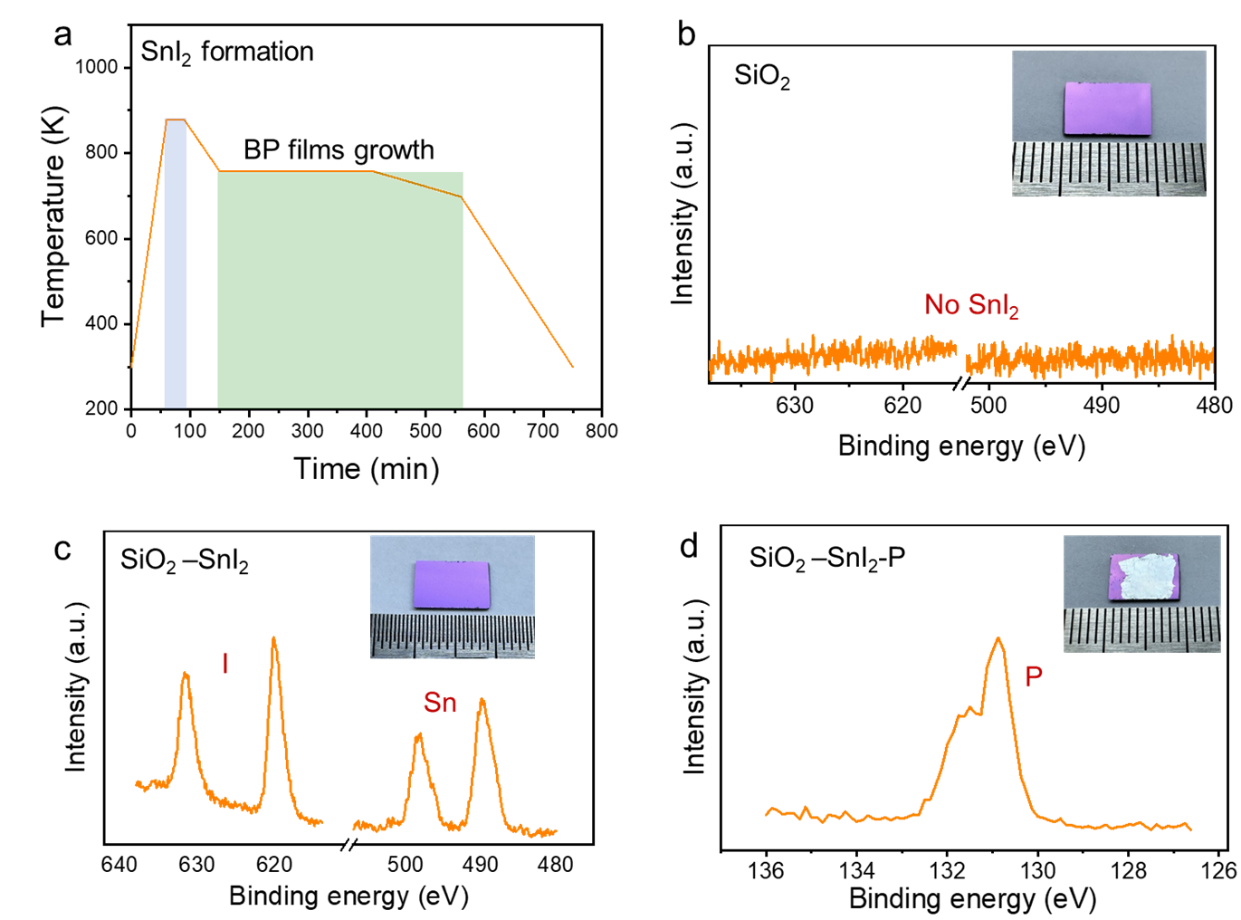 a
SnI₂ formation
BP films growth
1000
800
600
400
200
0 100 200 300 400 500 600 700 800
Temperature (K)
Time (min)
b
SiO₂
No SnI₂
630 620 500 490 480
Intensity (a.u.)
Binding energy (eV)
c
SiO₂ –SnI₂
I
Sn
640 630 620 500 490 480
Intensity (a.u.)
Binding energy (eV)
d
SiO₂ –SnI₂-P
P
136 134 132 130 128 126
Intensity (a.u.)
Binding energy (eV)